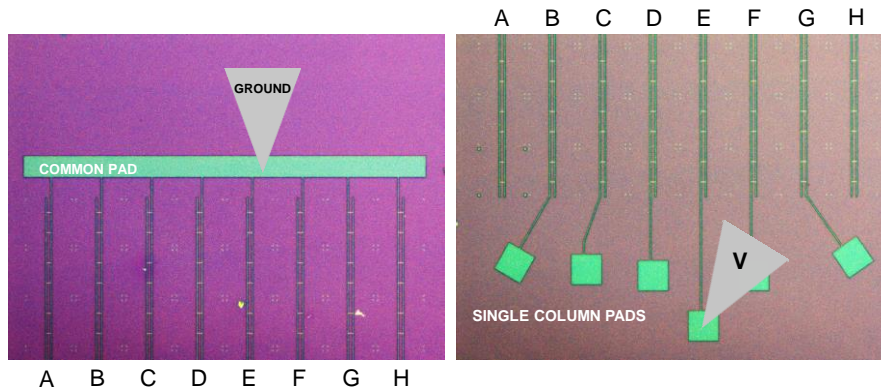 GROUND
COMMON PAD
A B C D E F G H
A B C D E F G H
V
SINGLE COLUMN PADS